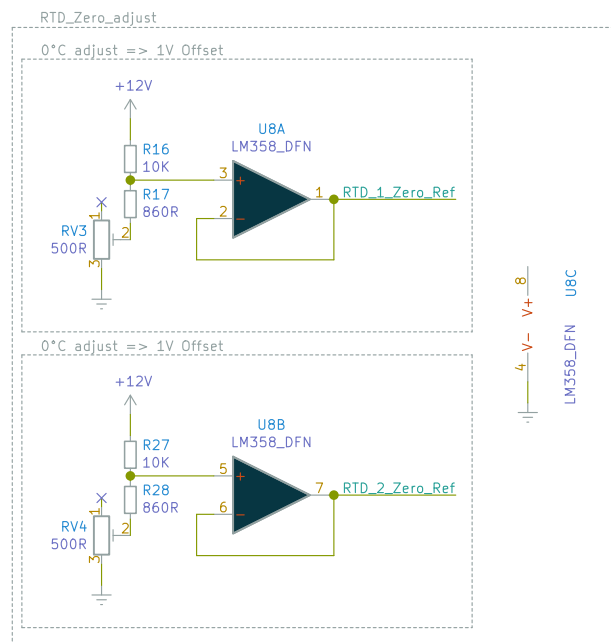 RTD_Zero_adjust
0°C adjust => 1V Offset
+12V
R16
10K
R17
860R
RV3
500R
1
2
3
U8A
LM358_DFN
3
+
2
-
1
RTD_1_Zero_Ref
8
V+
V-
4
U8C
LM358_DFN
0°C adjust => 1V Offset
+12V
R27
10K
R28
860R
RV4
500R
1
2
3
U8B
LM358_DFN
5
+
6
-
7
RTD_2_Zero_Ref